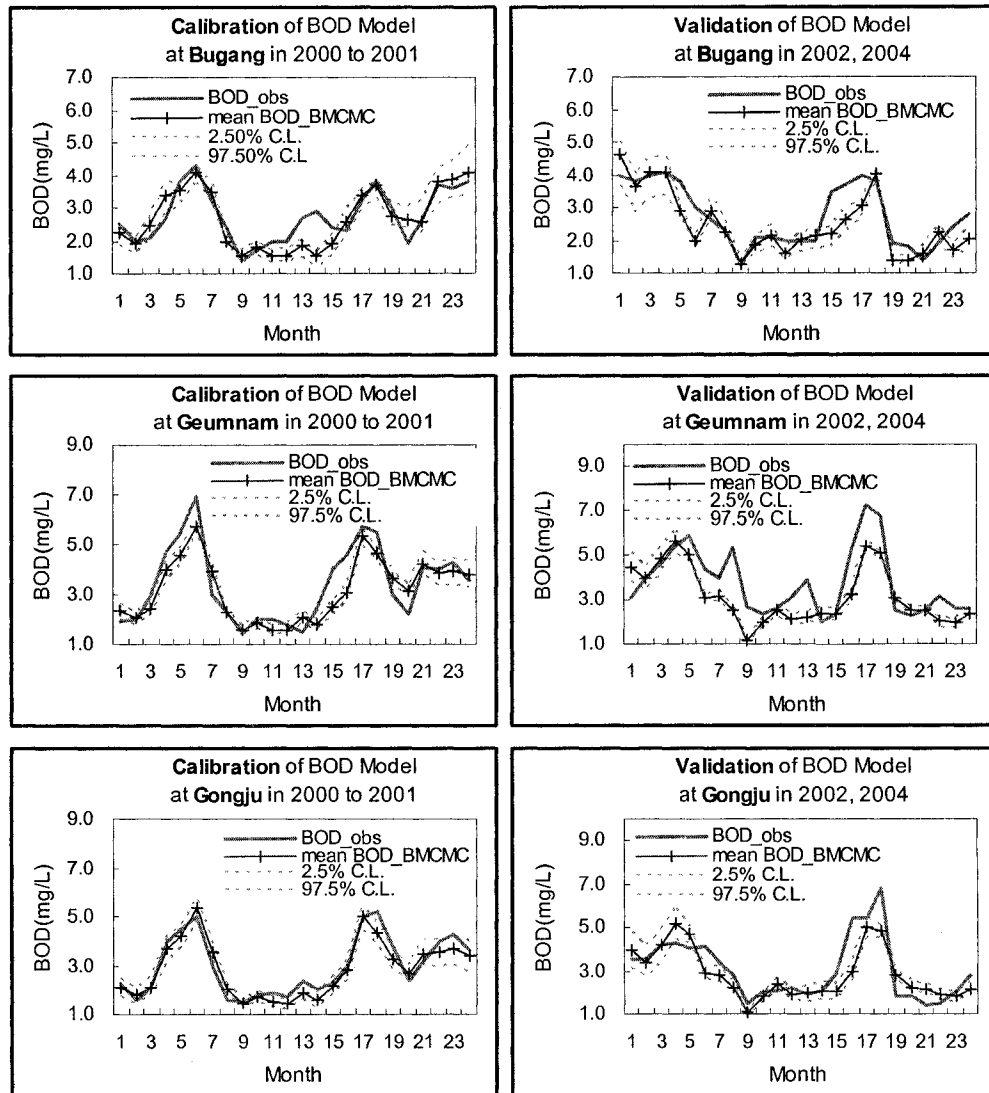 Calibration of BOD Model
at Bugang in 2000 to 2001
7.0
6.0
5.0
4.0
3.0
2.0
1.0
BOD(mg/L)
BOD_obs
mean BOD_BMCMC
2.50% C.L.
97.50% C.L
1 3 5 7 9 11 13 15 17 19 21 23
Month
Validation of BOD Model
at Bugang in 2002, 2004
7.0
6.0
5.0
4.0
3.0
2.0
1.0
BOD(mg/L)
BOD_obs
mean BOD_BMCMC
2.5% C.L.
97.5% C.L.
1 3 5 7 9 11 13 15 17 19 21 23
Month
Calibration of BOD Model
at Geumnam in 2000 to 2001
9.0
7.0
5.0
3.0
1.0
BOD(mg/L)
BOD_obs
mean BOD_BMCMC
2.5% C.L.
97.5% C.L.
1 3 5 7 9 11 13 15 17 19 21 23
Month
Validation of BOD Model
at Geumnam in 2002, 2004
9.0
7.0
5.0
3.0
1.0
BOD(mg/L)
BOD_obs
mean BOD_BMCMC
2.5% C.L.
97.5% C.L.
1 3 5 7 9 11 13 15 17 19 21 23
Month
Calibration of BOD Model
at Gongju in 2000 to 2001
9.0
7.0
5.0
3.0
1.0
BOD(mg/L)
BOD_obs
mean BOD_BMCMC
2.5% C.L.
97.5% C.L.
1 3 5 7 9 11 13 15 17 19 21 23
Month
Validation of BOD Model
at Gongju in 2002, 2004
9.0
7.0
5.0
3.0
1.0
BOD(mg/L)
BOD_obs
mean BOD_BMCMC
2.5% C.L.
97.5% C.L.
1 3 5 7 9 11 13 15 17 19 21 23
Month